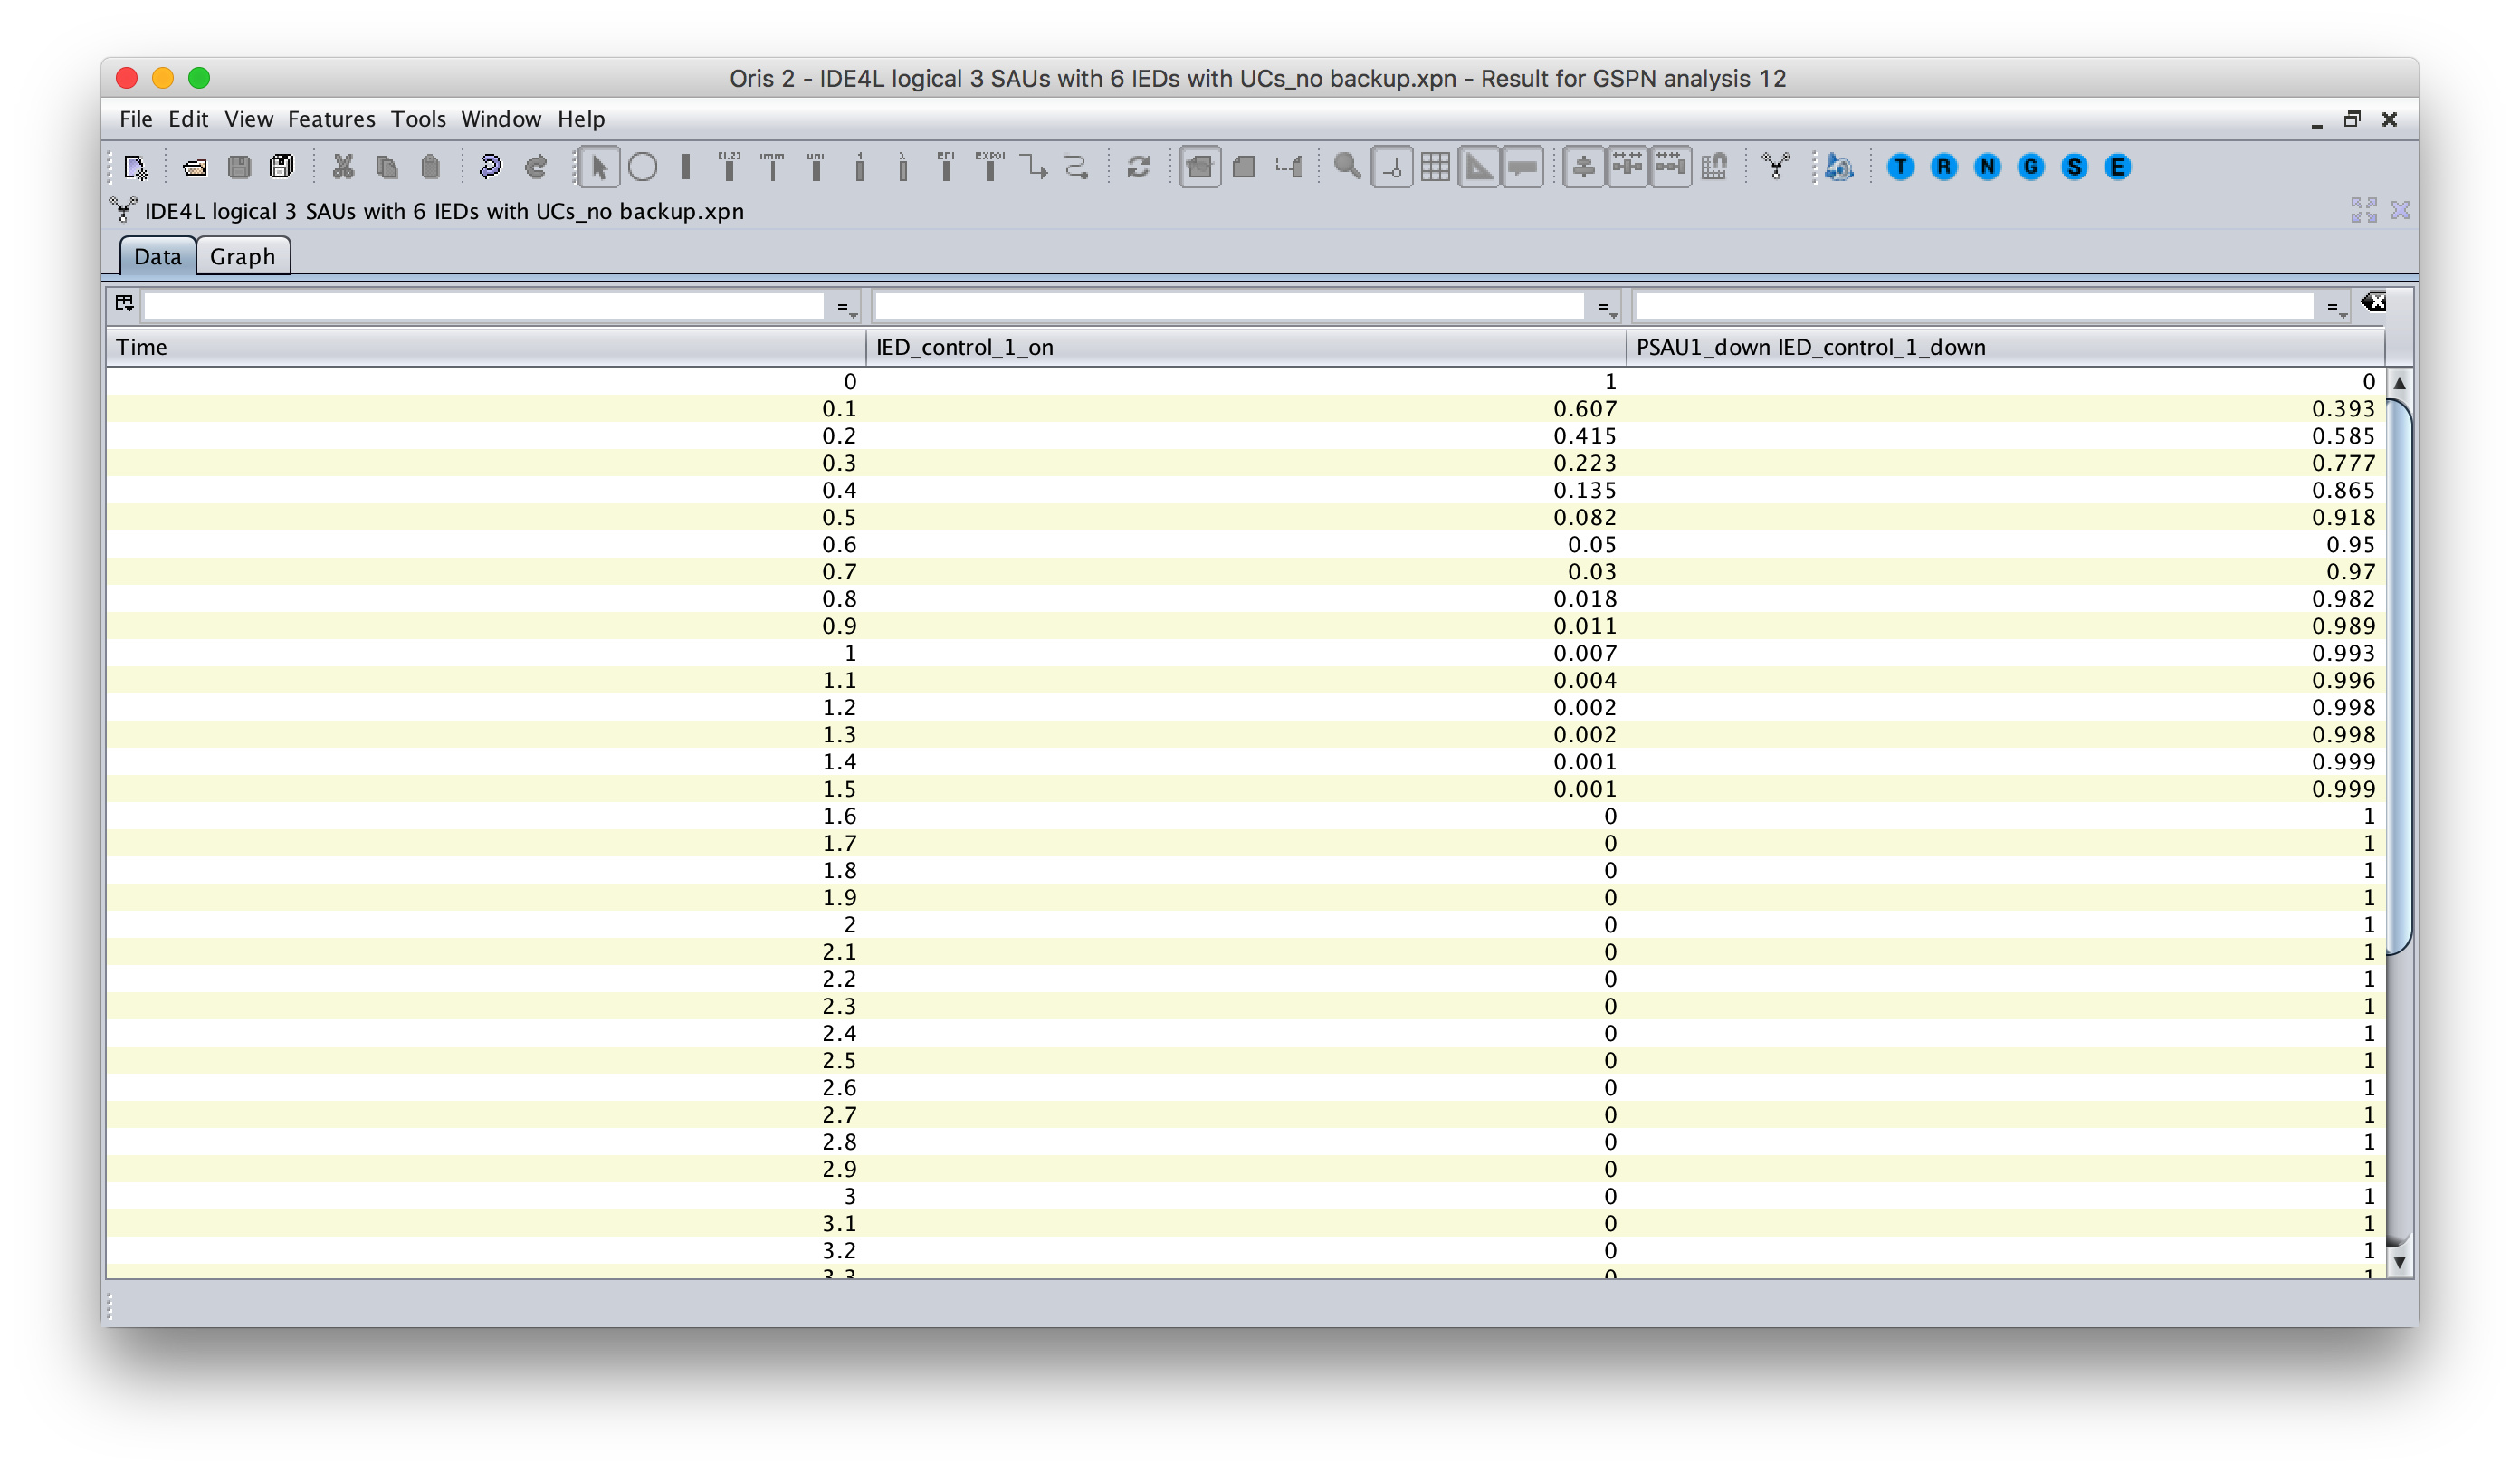 Oris 2 - IDE4L logical 3 SAUs with 6 IEDs with UCs_no backup.xpn - Result for GSPN analysis 12
File Edit View Features Tools Window Help
[1,2] imm uni 1 λ EXPOl T R N G S E
IDE4L logical 3 SAUs with 6 IEDs with UCs_no backup.xpn
Data Graph
= = =
Time IED_control_1_on PSAU1_down IED_control_1_down
0 1 0
0.1 0.607 0.393
0.2 0.415 0.585
0.3 0.223 0.777
0.4 0.135 0.865
0.5 0.082 0.918
0.6 0.05 0.95
0.7 0.03 0.97
0.8 0.018 0.982
0.9 0.011 0.989
1 0.007 0.993
1.1 0.004 0.996
1.2 0.002 0.998
1.3 0.002 0.998
1.4 0.001 0.999
1.5 0.001 0.999
1.6 0 1
1.7 0 1
1.8 0 1
1.9 0 1
2 0 1
2.1 0 1
2.2 0 1
2.3 0 1
2.4 0 1
2.5 0 1
2.6 0 1
2.7 0 1
2.8 0 1
2.9 0 1
3 0 1
3.1 0 1
3.2 0 1
3.3 0 1